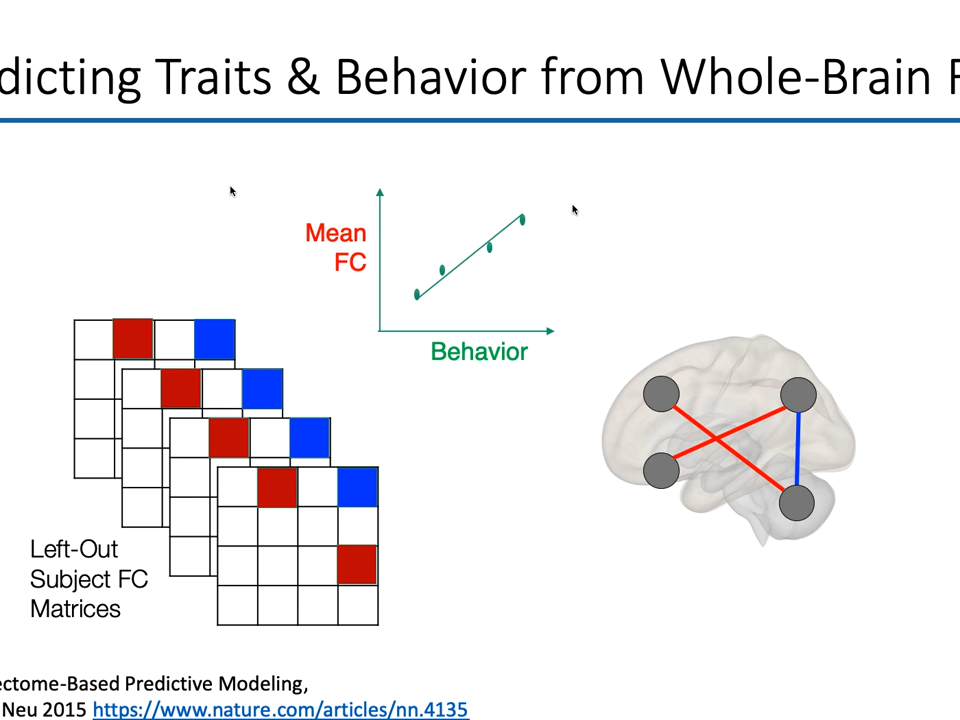 dicting Traits & Behavior from Whole-Brain F
Mean
FC
Behavior
Left-Out
Subject FC
Matrices
ectome-Based Predictive Modeling,
Neu 2015 https://www.nature.com/articles/nn.4135